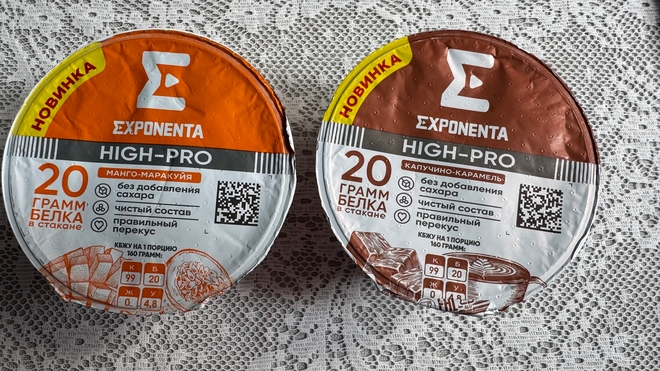 НОВИНКА
EXPONENTA
HIGH-PRO
МАНГО-МАРАКУЙЯ
20
ГРАММ
БЕЛКА
в стакане
без добавления
сахара
чистый состав
правильный
перекус
КБЖУ НА 1 ПОРЦИЮ
160 ГРАММ:
К Б
99 20
Ж У
0 4,8
НОВИНКА
EXPONENTA
HIGH-PRO
КАПУЧИНО-КАРАМЕЛЬ
20
ГРАММ
БЕЛКА
в стакане
без добавления
сахара
чистый состав
правильный
перекус
КБЖУ НА 1 ПОРЦИЮ
160 ГРАММ:
К Б
99 20
Ж У
0